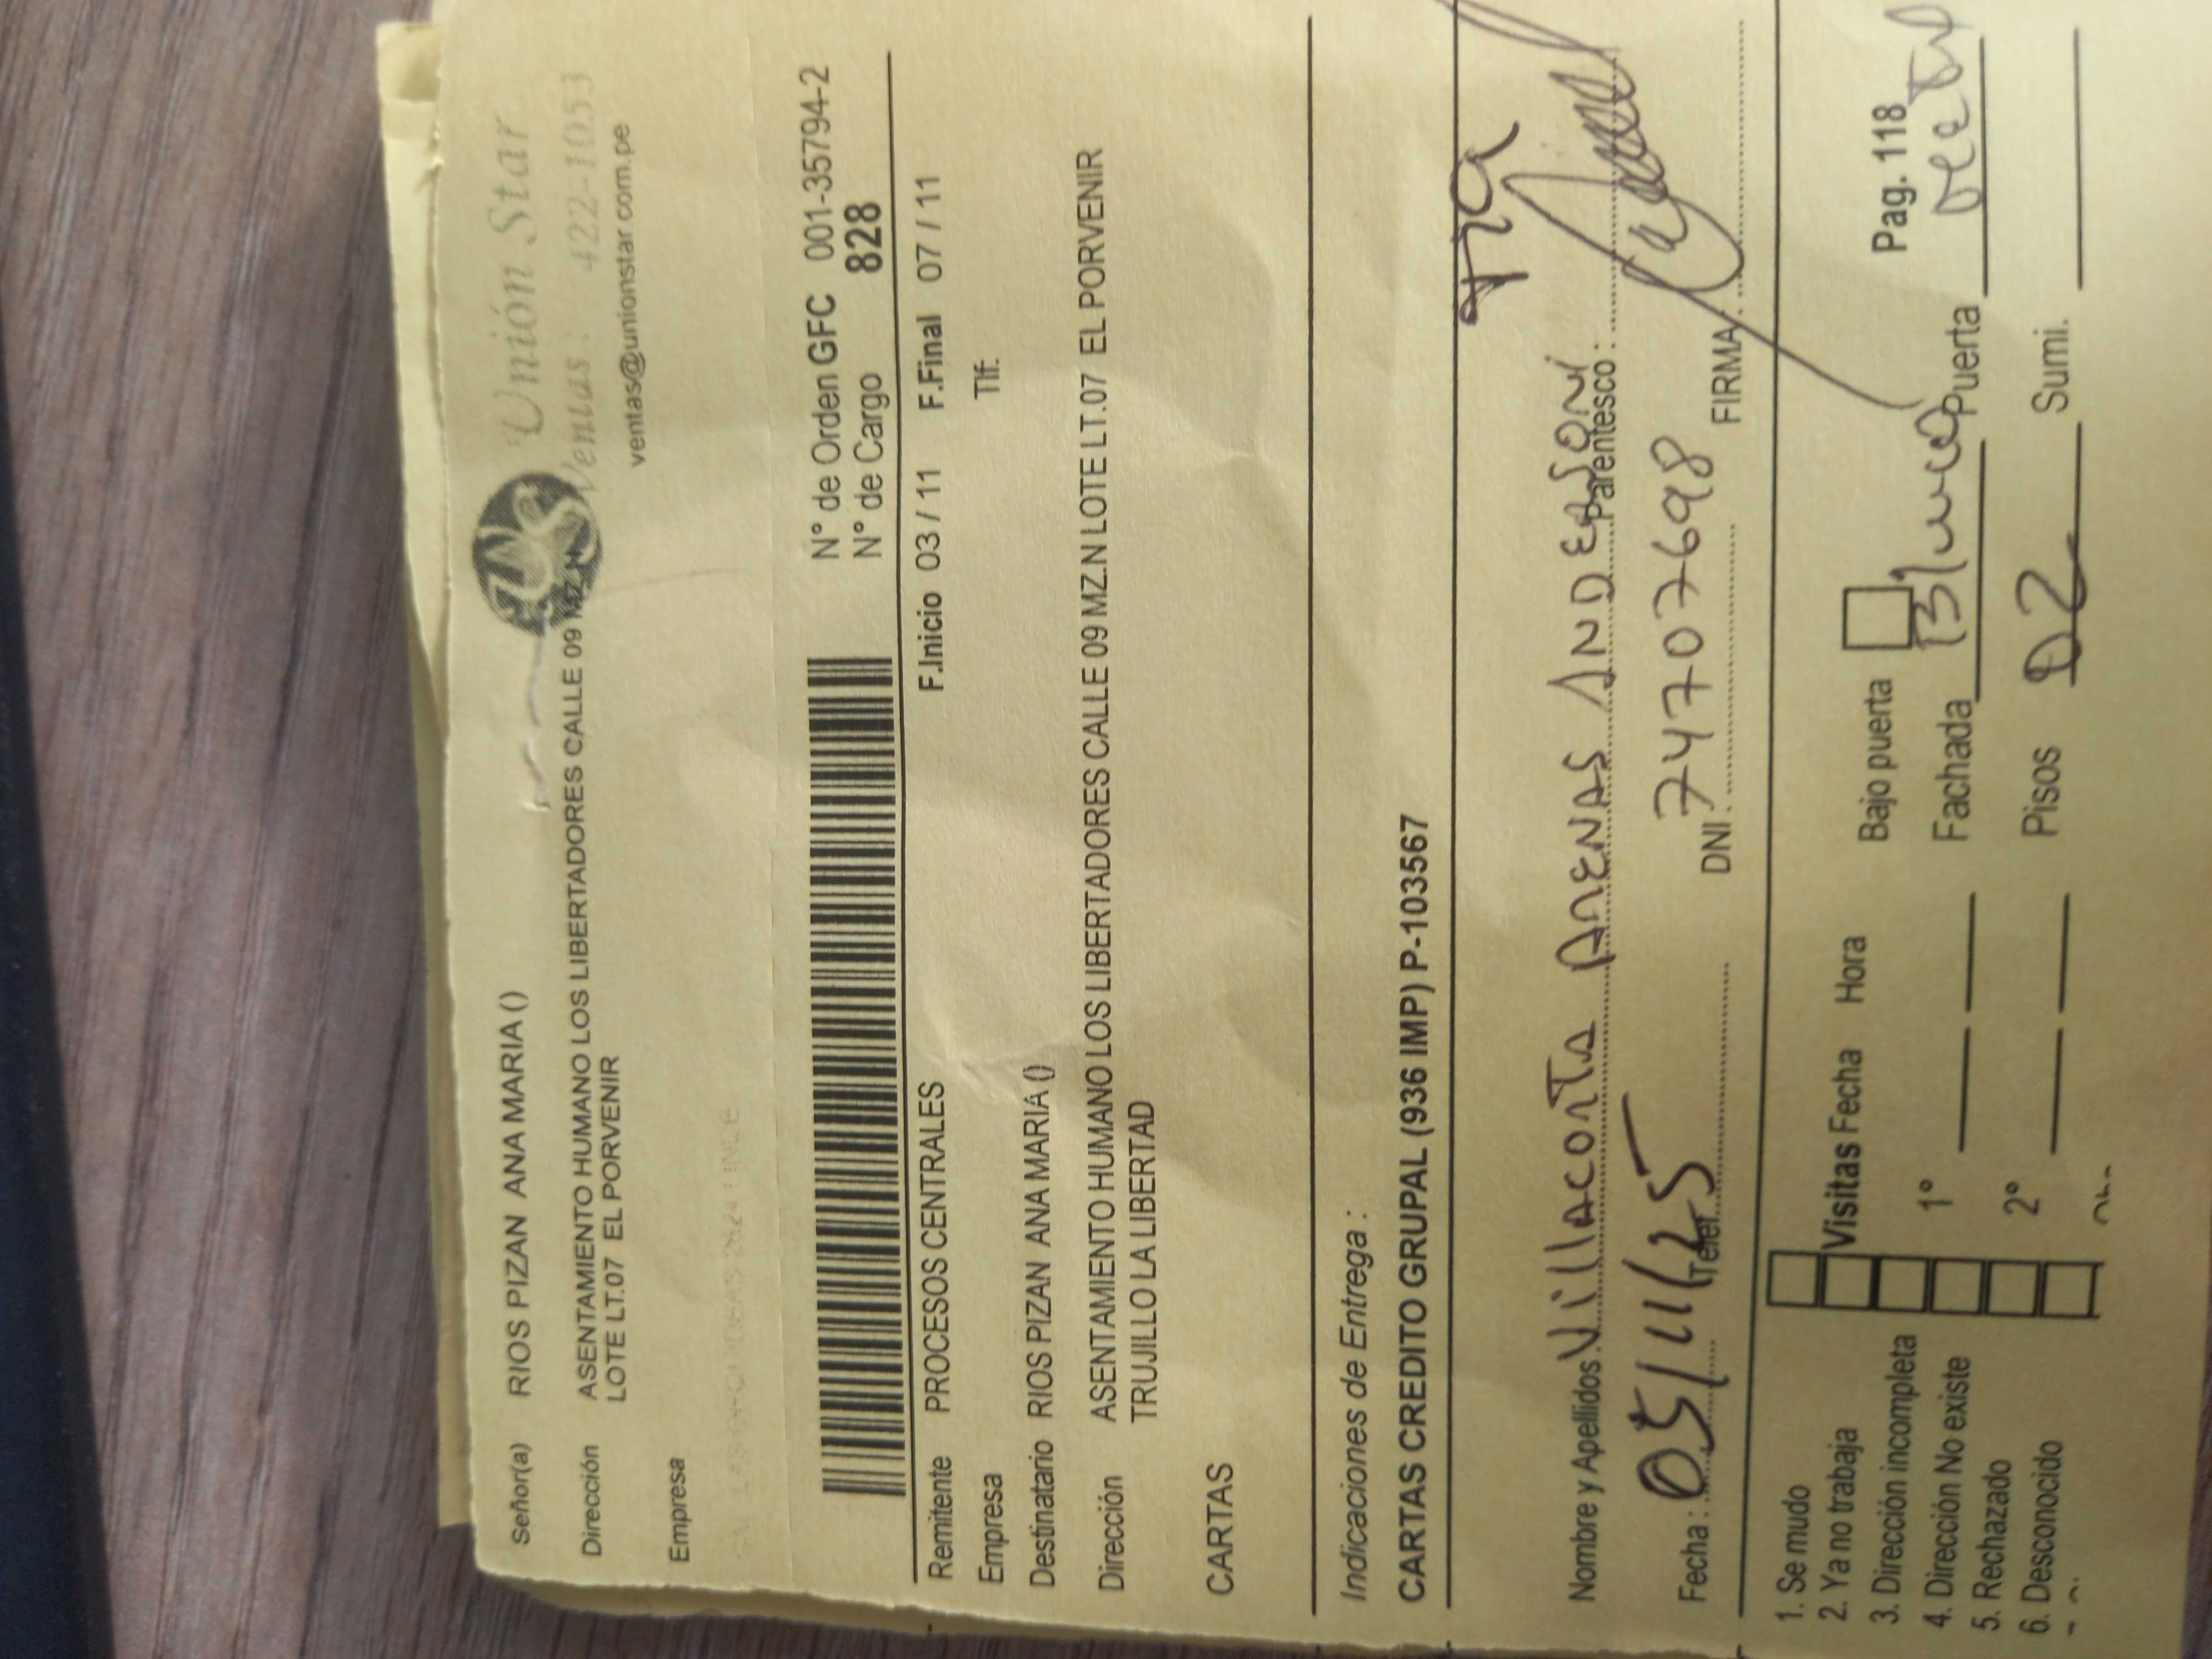 Unión Star
Ventas : 422-1053
ventas@unionstar.com.pe
Señor(a) RIOS PIZAN ANA MARIA ()
Dirección ASENTAMIENTO HUMANO LOS LIBERTADORES CALLE 09 MZ.N
LOTE LT.07 EL PORVENIR
Empresa
N° de Orden GFC 001-35794-2
N° de Cargo 828
Remitente PROCESOS CENTRALES F.Inicio 03 / 11 F.Final 07 / 11
Empresa Tlf.
Destinatario RIOS PIZAN ANA MARIA ()
Dirección ASENTAMIENTO HUMANO LOS LIBERTADORES CALLE 09 MZ.N LOTE LT.07 EL PORVENIR
TRUJILLO LA LIBERTAD
CARTAS
Indicaciones de Entrega :
CARTAS CREDITO GRUPAL (936 IMP) P-103567
Nombre y Apellidos: Villacorta Arenas Anderson Parentesco :
Fecha : 05/11/25 Telef. DNI : 74707698 FIRMA :
1. Se mudo
2. Ya no trabaja
3. Dirección incompleta
4. Dirección No existe
5. Rechazado
6. Desconocido
Visitas Fecha Hora
1°
2°
Bajo puerta Pag. 118
Fachada Blanco Puerta
Pisos 02 Sumi.